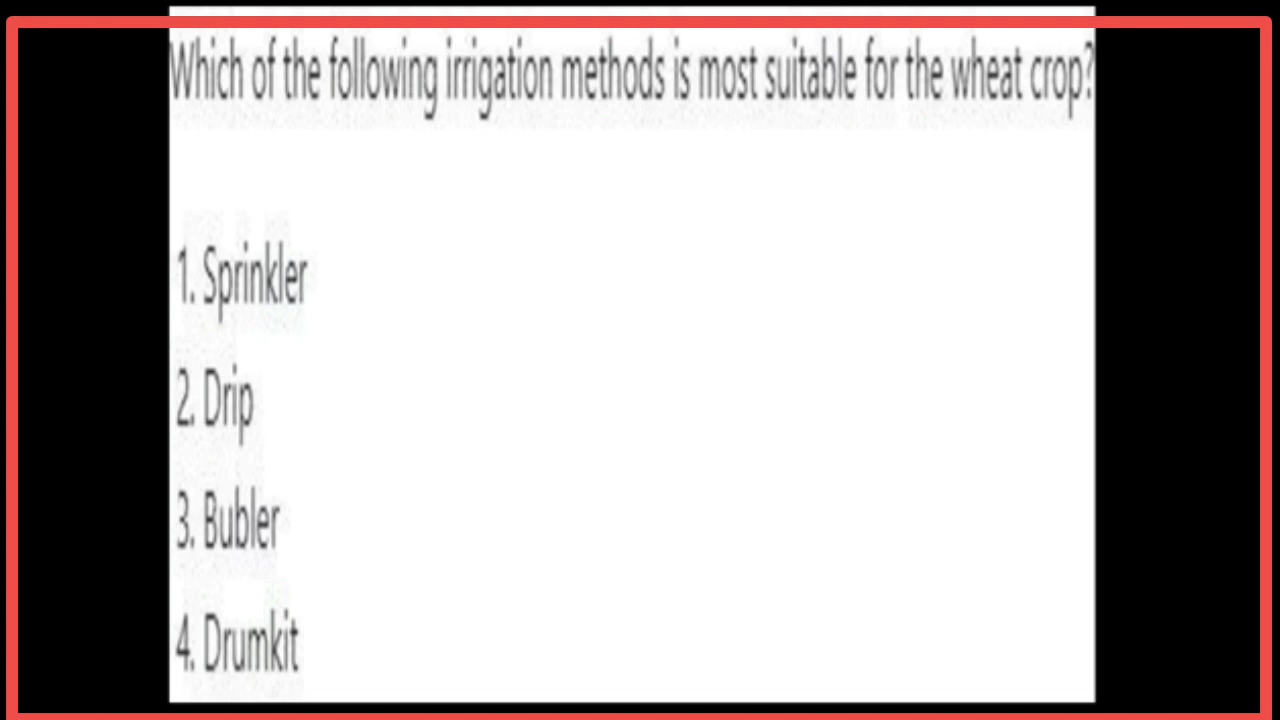 Which of the following irrigation methods is most suitable for the wheat crop?
1. Sprinkler
2. Drip
3. Bubler
4. Drumkit